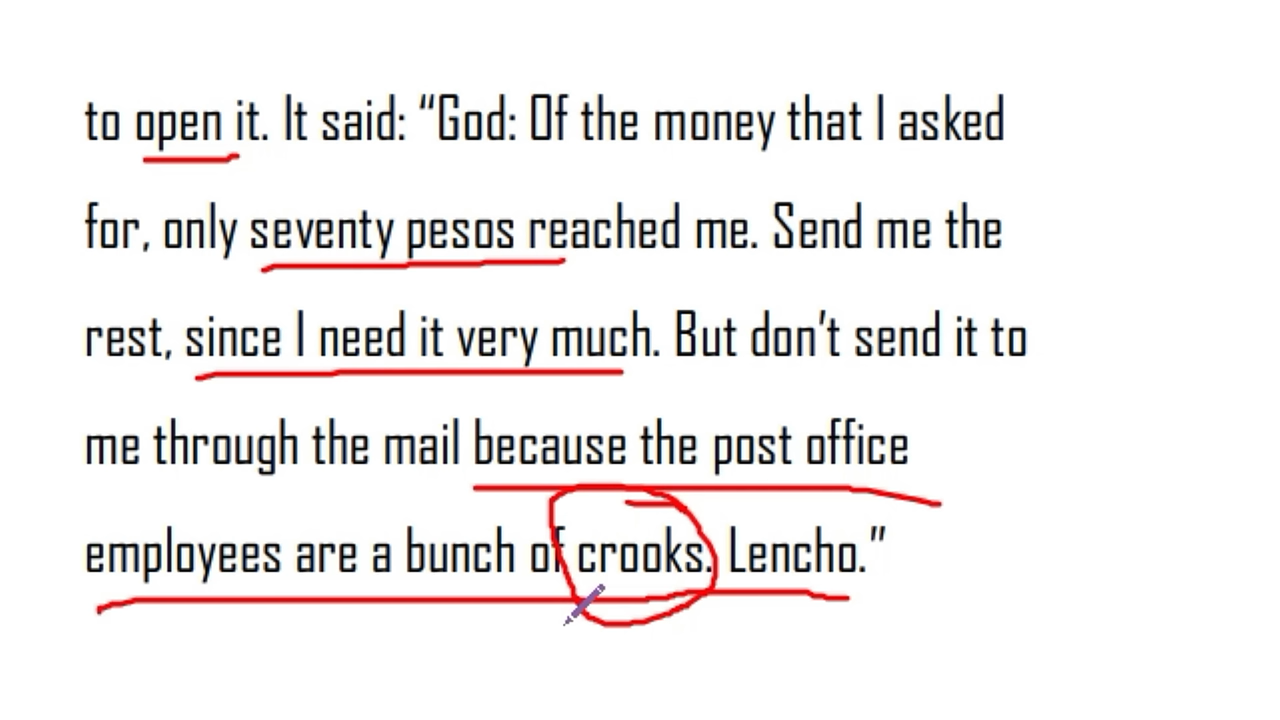 to open it. It said: “God: Of the money that I asked
for, only seventy pesos reached me. Send me the
rest, since I need it very much. But don’t send it to
me through the mail because the post office
employees are a bunch of crooks. Lencho.”